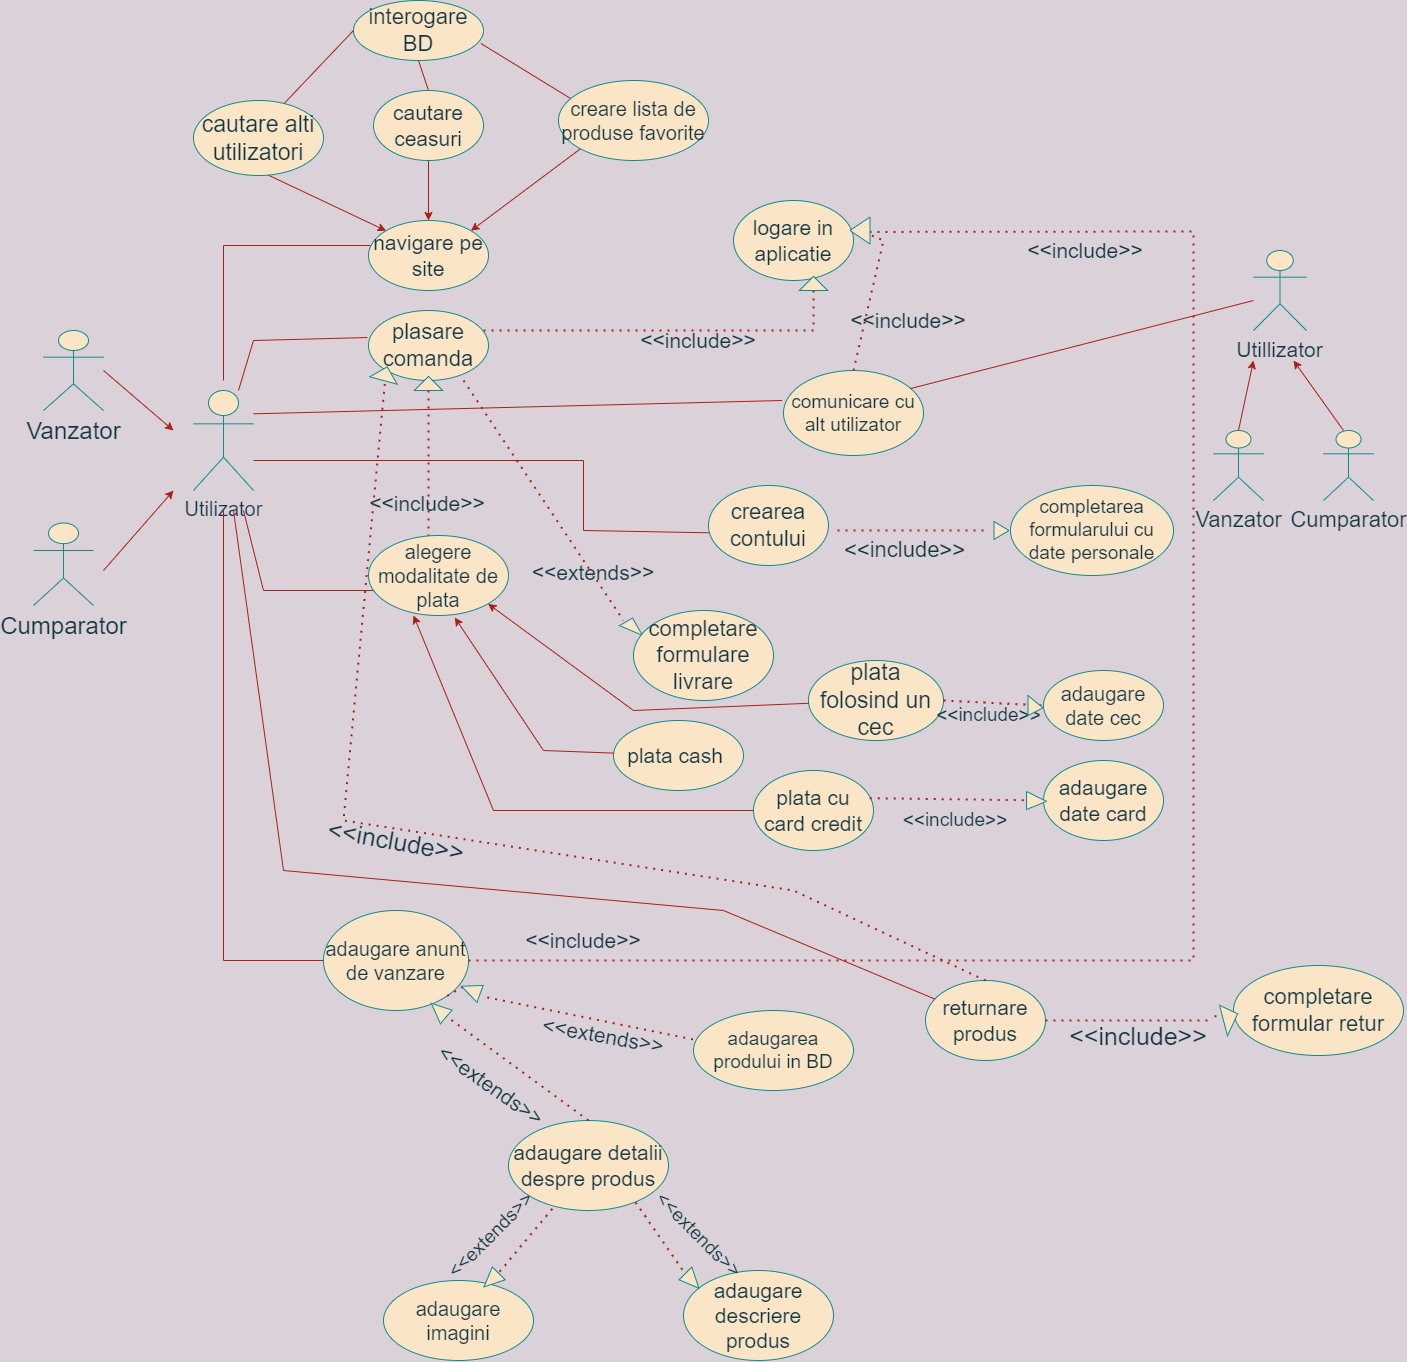 interogare
BD
cautare alti
utilizatori
cautare
ceasuri
creare lista de
produse favorite
navigare pe
site
logare in
aplicatie
<<include>>
<<include>>
plasare
comanda
<<include>>
Utillizator
Vanzator
comunicare cu
alt utilizator
Utilizator
<<include>>
crearea
contului
<<include>>
completarea
formularului cu
date personale
Vanzator
Cumparator
alegere
modalitate de
plata
<<extends>>
Cumparator
completare
formulare
livrare
plata
folosind un
cec
<<include>>
adaugare
date cec
plata cash
plata cu
card credit
<<include>>
adaugare
date card
<<include>>
adaugare anunt
de vanzare
<<include>>
returnare
produs
<<include>>
completare
formular retur
<<extends>>
adaugarea
prodului in BD
<<extends>>
adaugare detalii
despre produs
<<extends>>
<<extends>>
adaugare
imagini
adaugare
descriere
produs